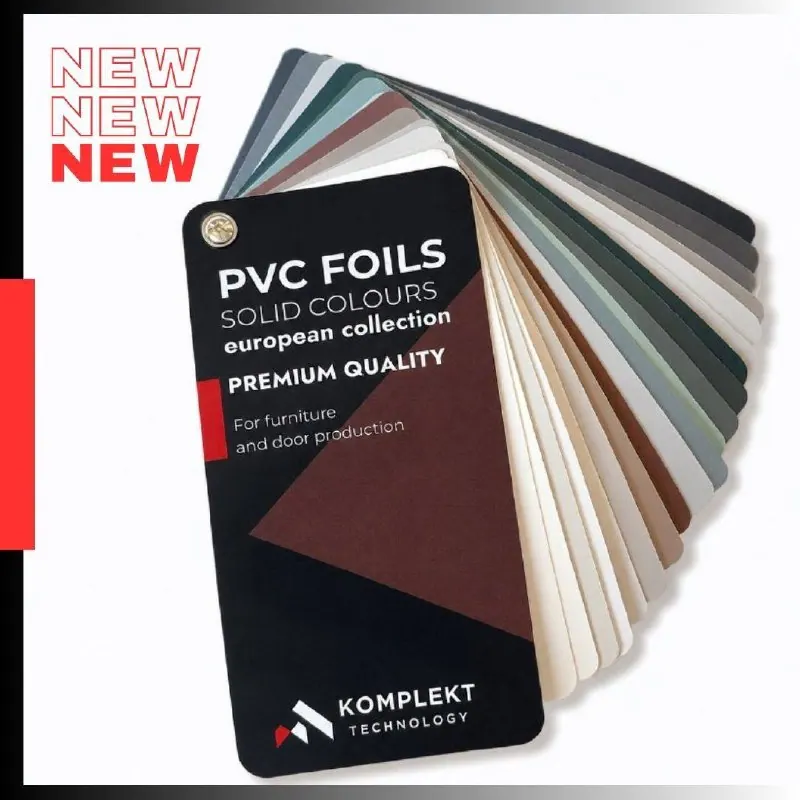 NEW
NEW
NEW
PVC FOILS
SOLID COLOURS
european collection
PREMIUM QUALITY
For furniture
and door production
KOMPLEKT
TECHNOLOGY